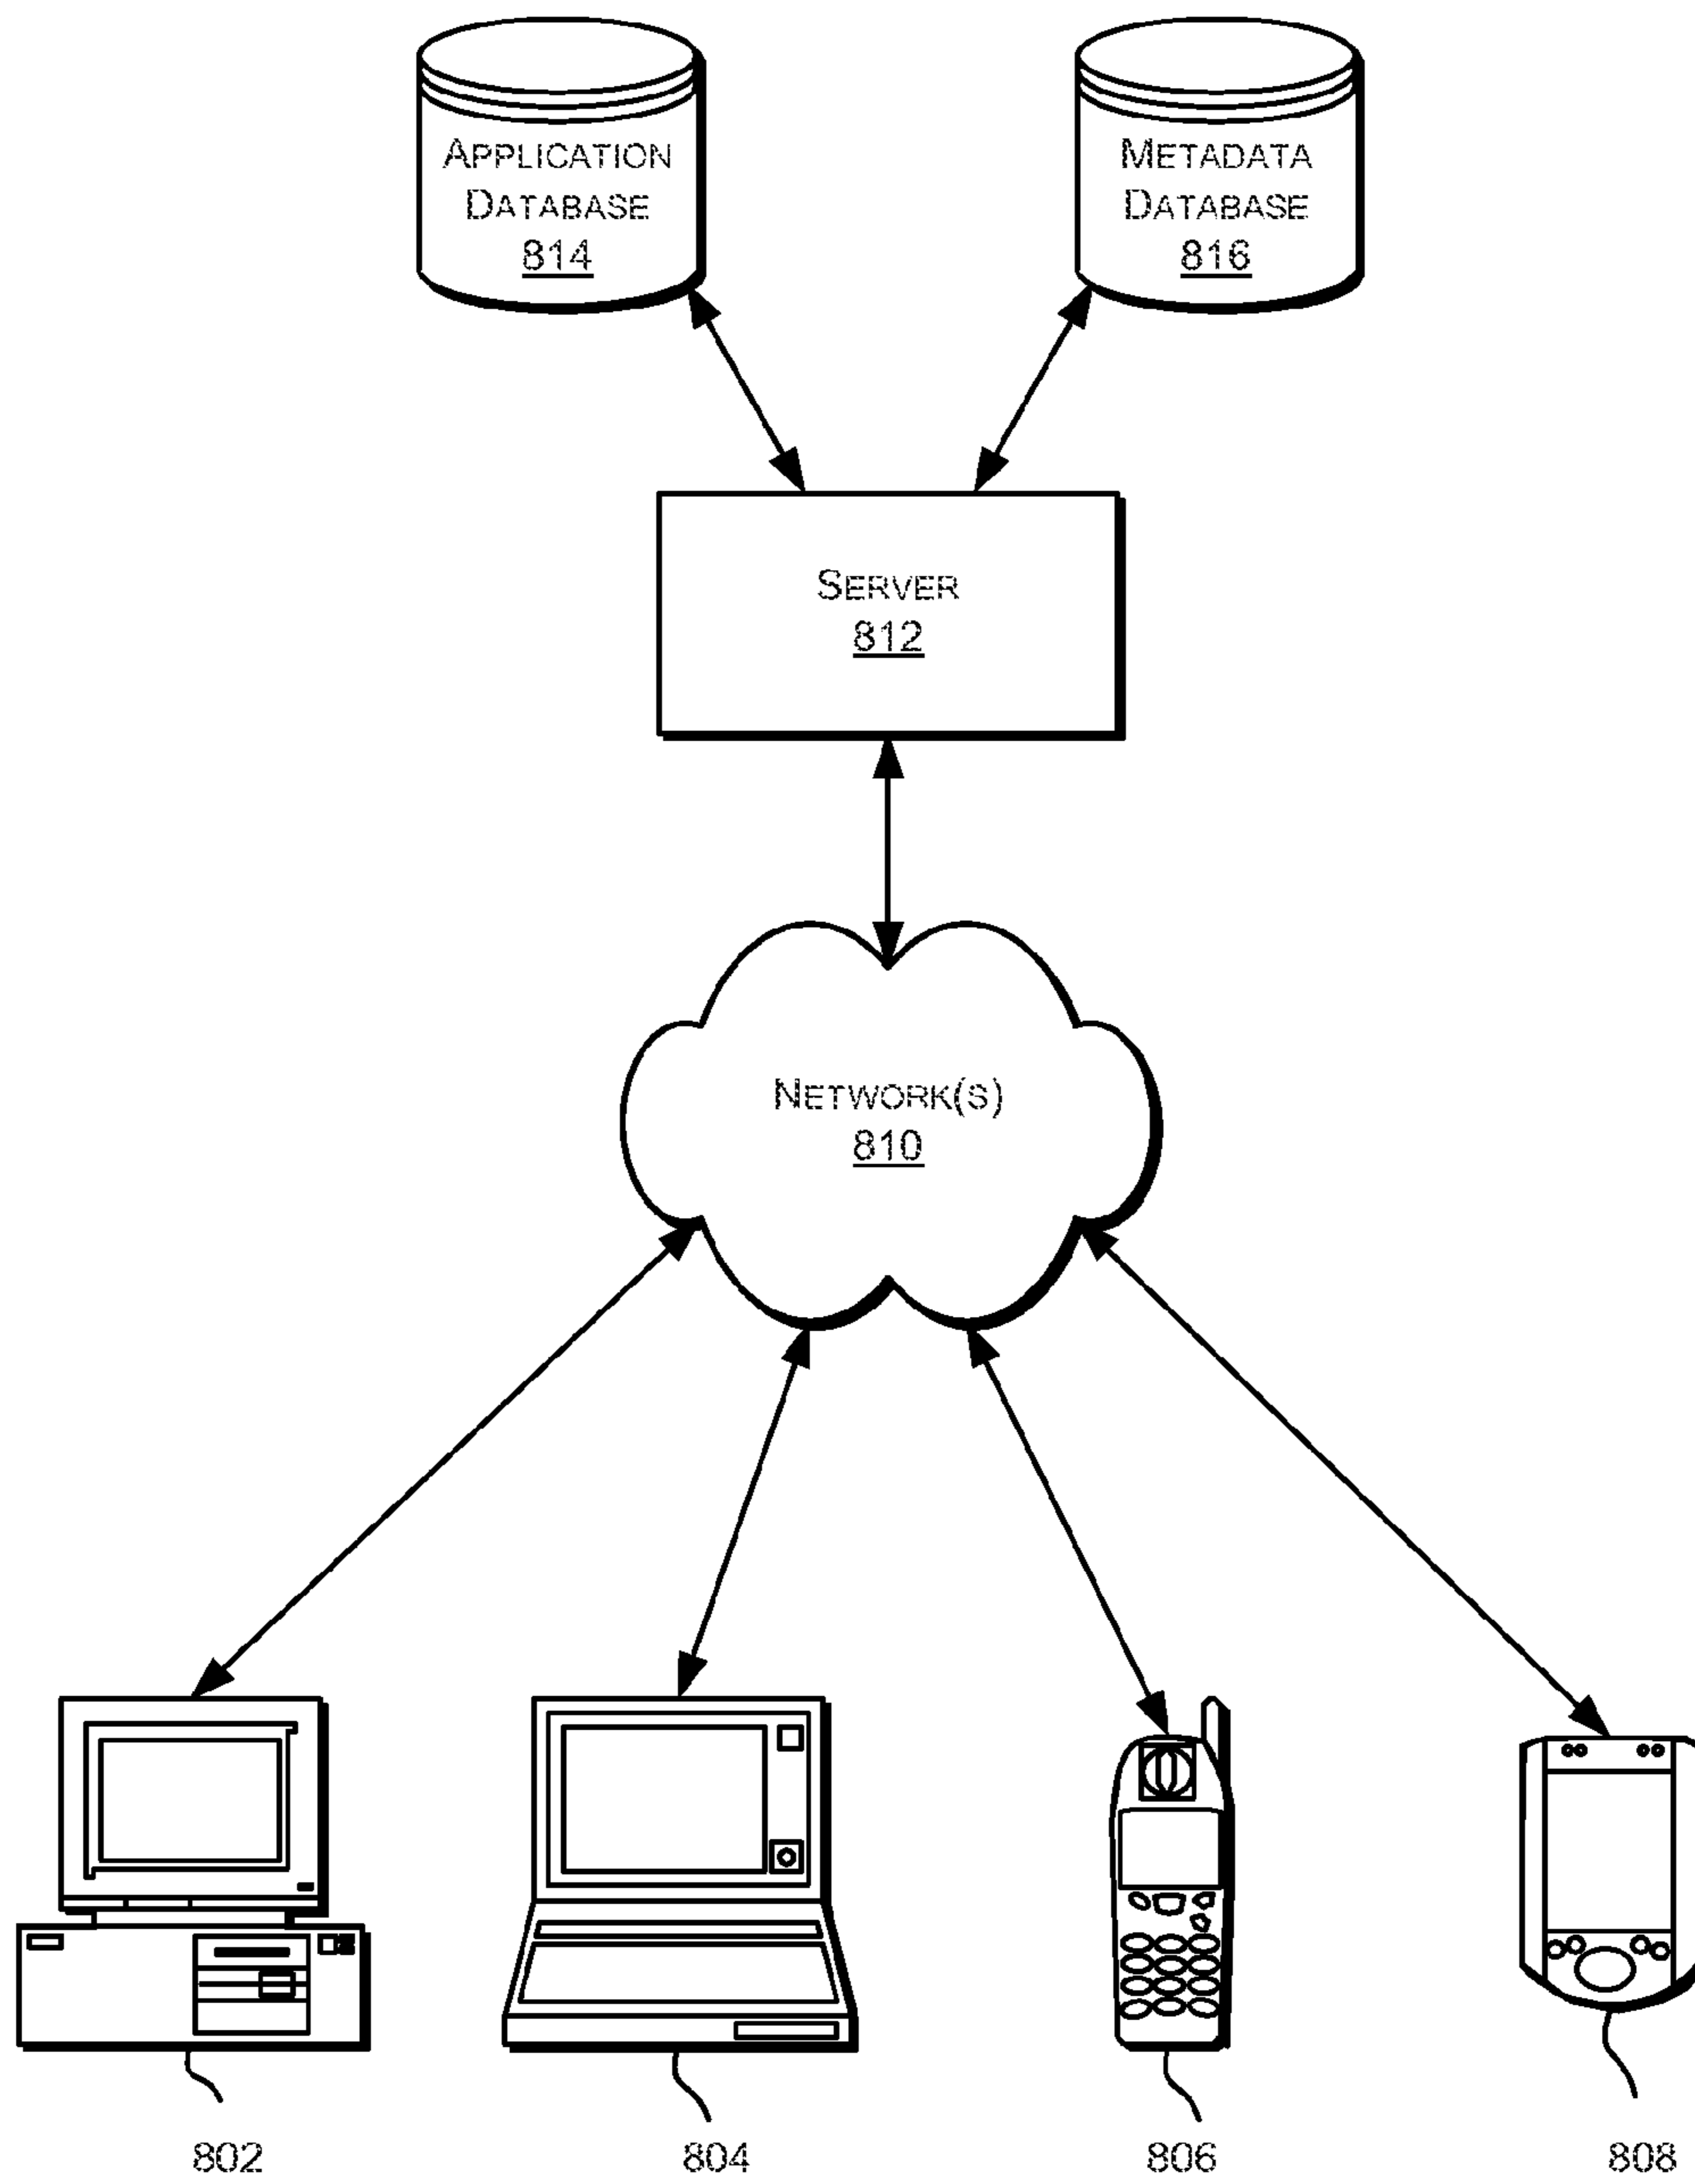 APPLICATION
DATABASE
814
METADATA
DATABASE
816
SERVER
812
NETWORK(S)
810
802
804
806
808